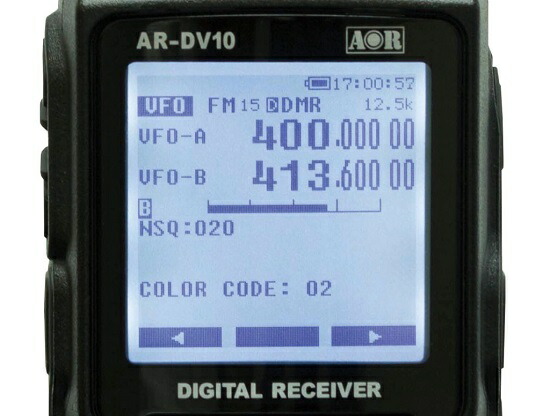 AR-DV10 AOR
17:00:57
VFO FM15 D DMR 12.5k
VFO-A 400.000 00
VFO-B 413.600 00
B
NSQ:020
COLOR CODE: 02
DIGITAL RECEIVER